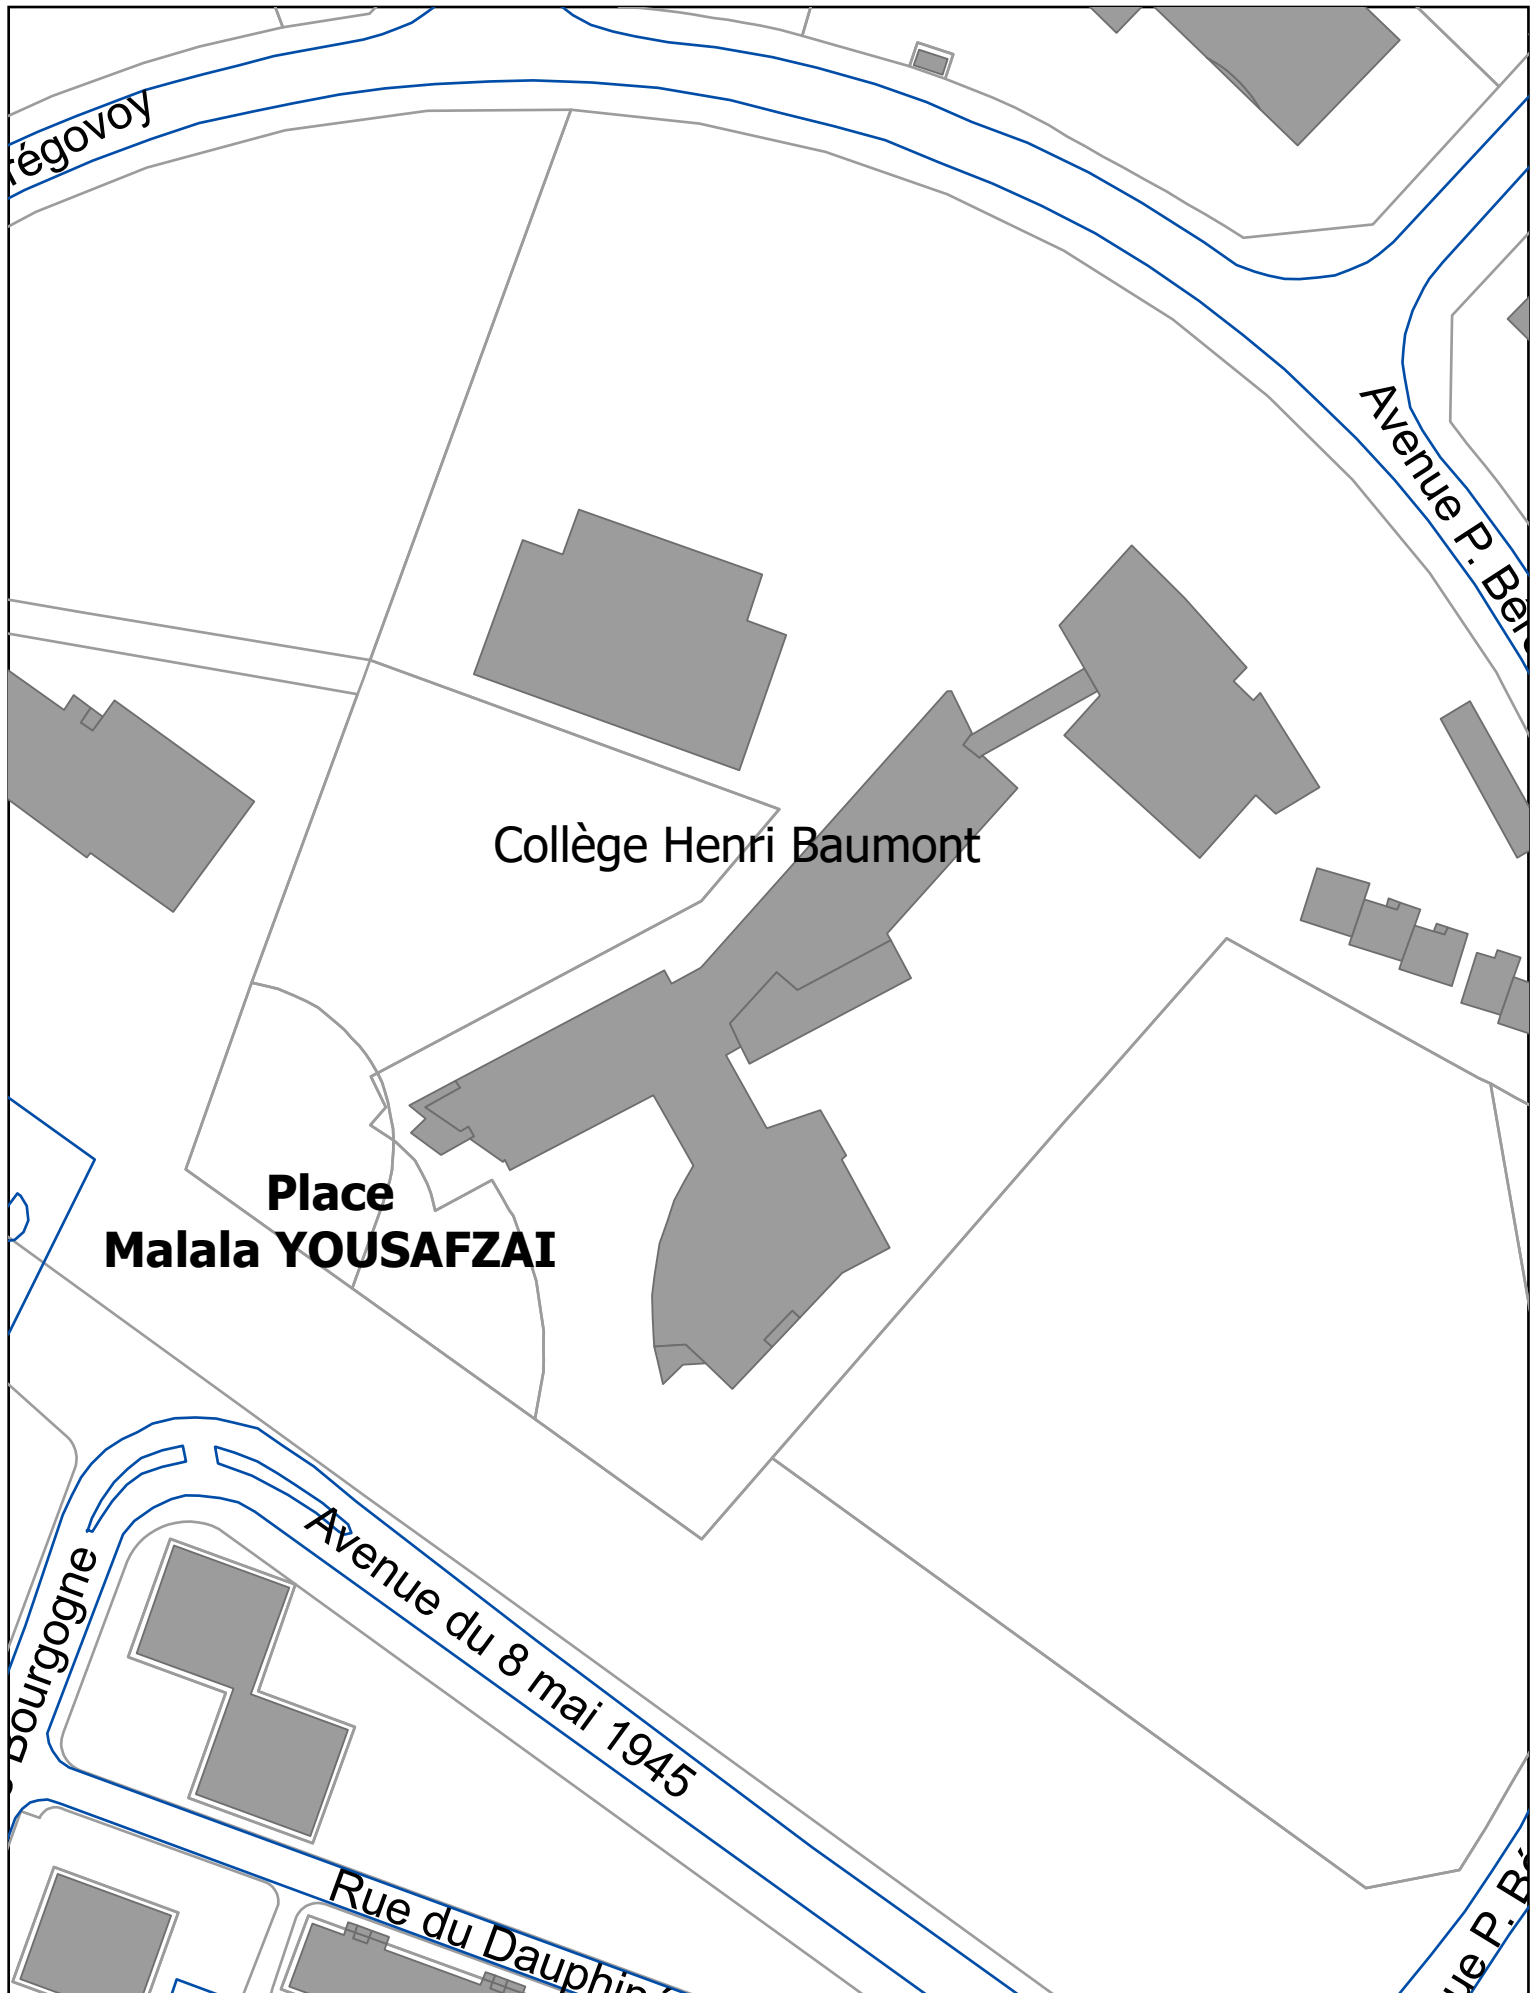 régovoy
Avenue P. Bér
Collège Henri Baumont
Place
Malala YOUSAFZAI
Avenue du 8 mai 1945
Bourgogne
Rue du Dauphin
ue P. Bé